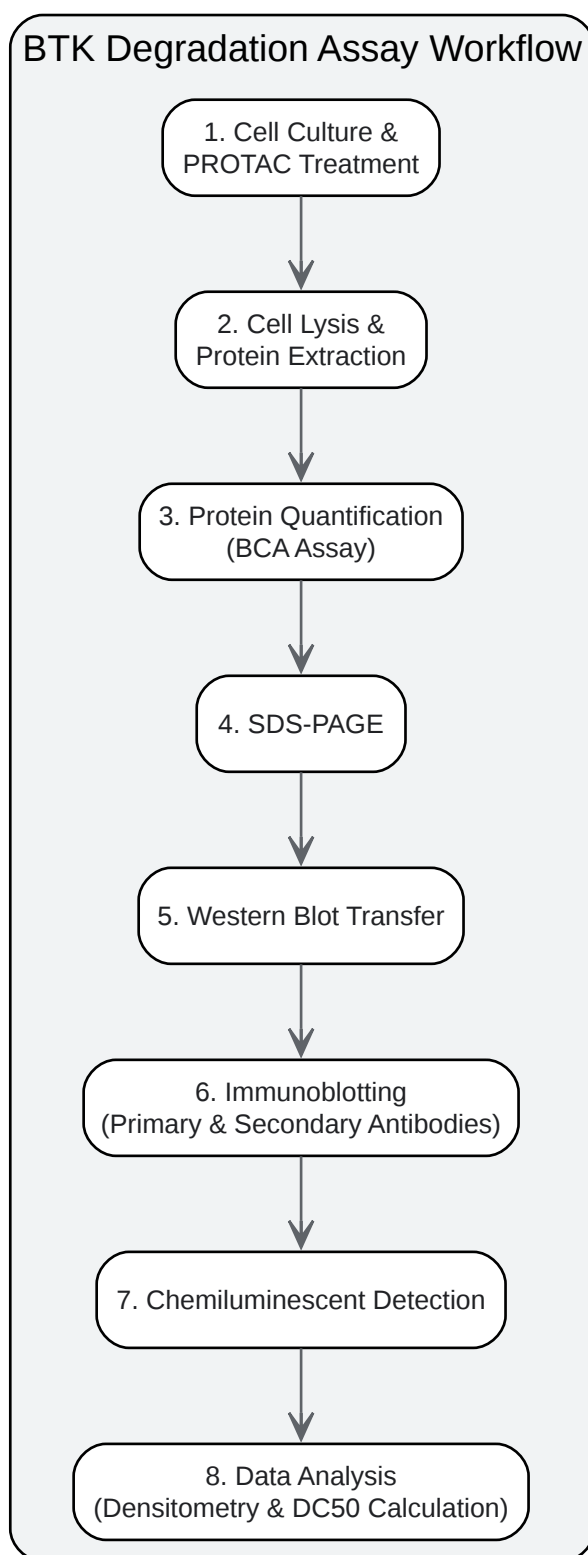 BTK Degradation Assay Workflow
1. Cell Culture &
PROTAC Treatment
2. Cell Lysis &
Protein Extraction
3. Protein Quantification
(BCA Assay)
4. SDS-PAGE
5. Western Blot Transfer
6. Immunoblotting
(Primary & Secondary Antibodies)
7. Chemiluminescent Detection
8. Data Analysis
(Densitometry & DC50 Calculation)